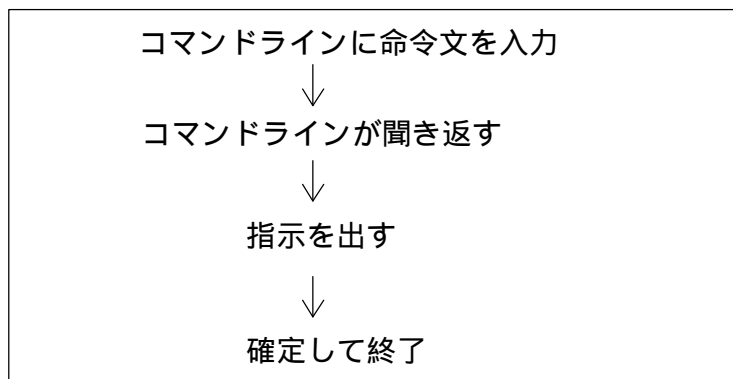 コマンドラインに命令文を入力
コマンドラインが聞き返す
指示を出す
確定して終了